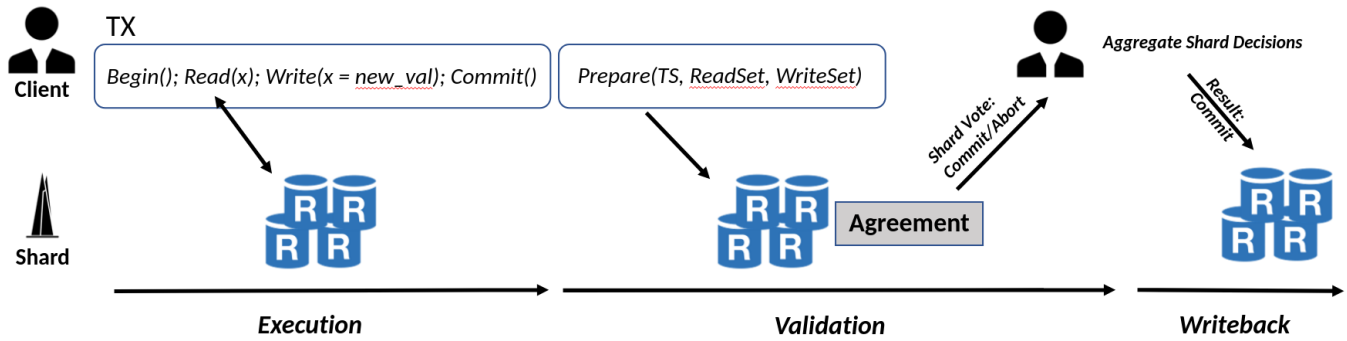 TX
Begin(); Read(x); Write(x = new_val); Commit()
Prepare(TS, ReadSet, WriteSet)
Aggregate Shard Decisions
Client
Shard Vote:
Commit/Abort
Result:
Commit
R R
R R
R R
R R
R R
R R
Agreement
Shard
Execution
Validation
Writeback